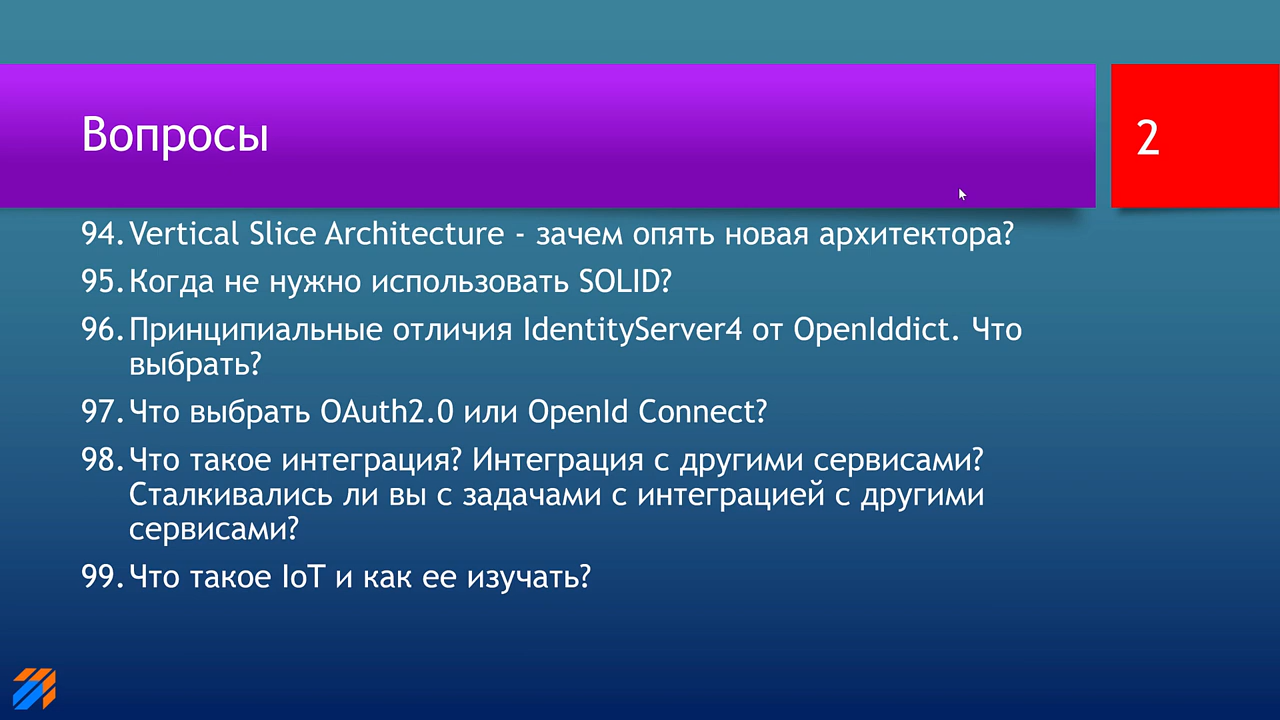 Вопросы
2
94. Vertical Slice Architecture - зачем опять новая архитектора?
95. Когда не нужно использовать SOLID?
96. Принципиальные отличия IdentityServer4 от OpenIddict. Что
выбрать?
97. Что выбрать OAuth2.0 или OpenId Connect?
98. Что такое интеграция? Интеграция с другими сервисами?
Сталкивались ли вы с задачами с интеграцией с другими
сервисами?
99. Что такое IoT и как ее изучать?